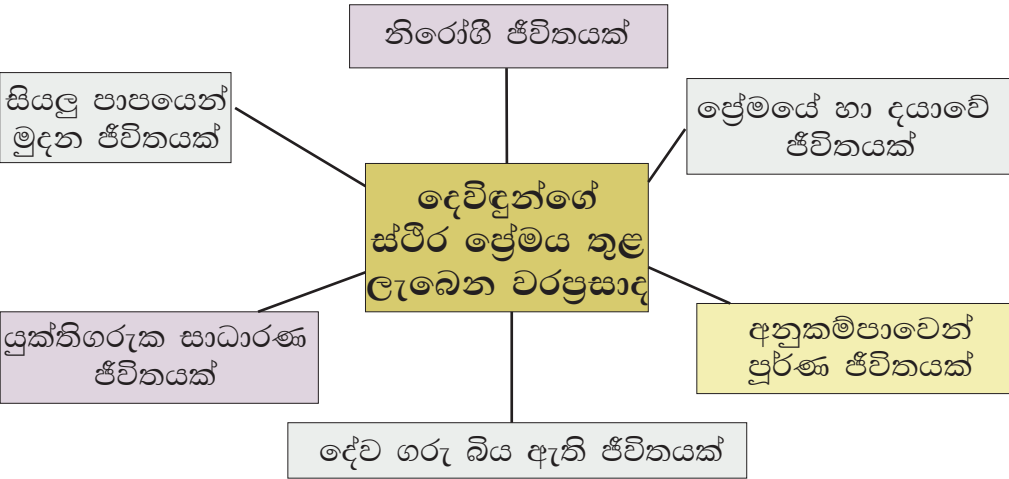 නිරෝගී ජීවිතයක්
සියලු පාපයෙන්
මුදන ජීවිතයක්
ප්‍රේමයේ හා දයාවේ
ජීවිතයක්
දෙවිඳුන්ගේ
ස්ථිර ප්‍රේමය තුළ
ලැබෙන වරප්‍රසාද
යුක්තිගරුක සාධාරණ
ජීවිතයක්
අනුකම්පාවෙන්
පූර්ණ ජීවිතයක්
දේව ගරු බිය ඇති ජීවිතයක්